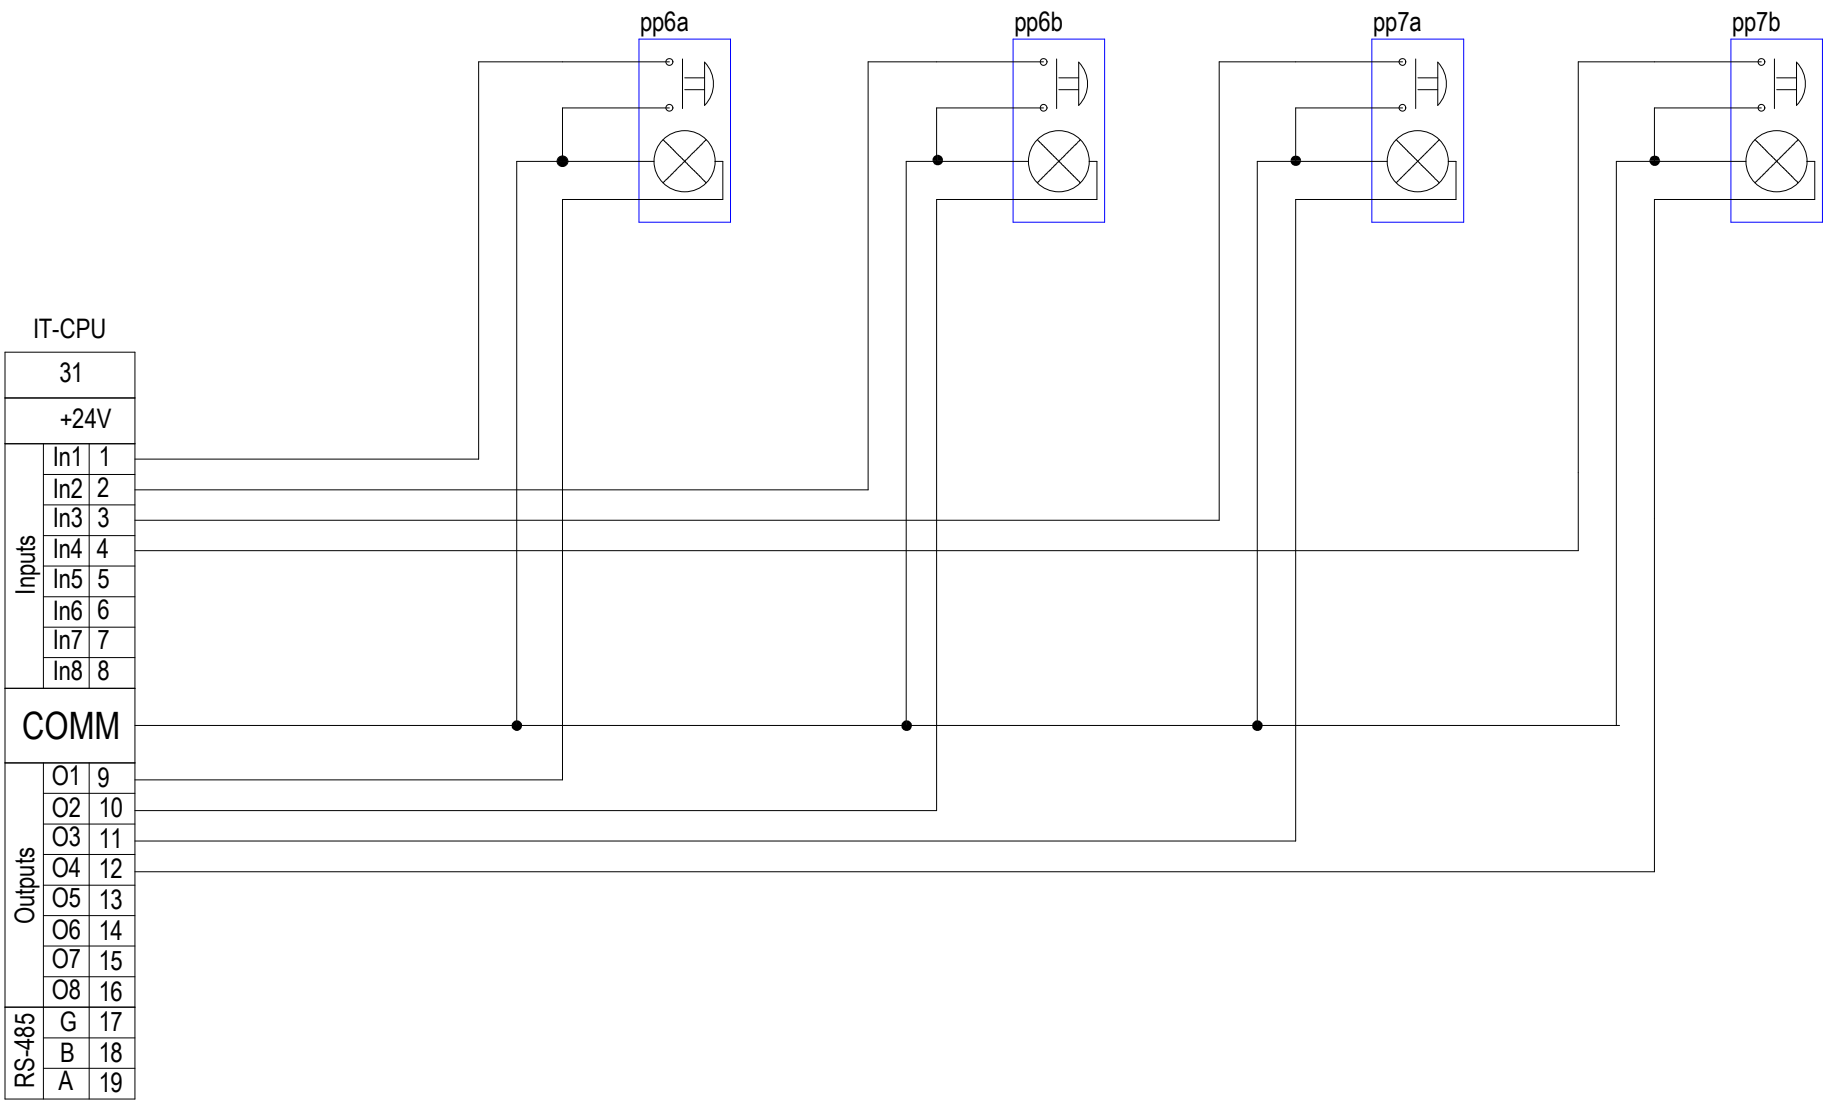 pp6a pp6b pp7a pp7b
IT-CPU
31
+24V
Inputs
In1 1
In2 2
In3 3
In4 4
In5 5
In6 6
In7 7
In8 8
COMM
Outputs
O1 9
O2 10
O3 11
O4 12
O5 13
O6 14
O7 15
O8 16
RS-485
G 17
B 18
A 19